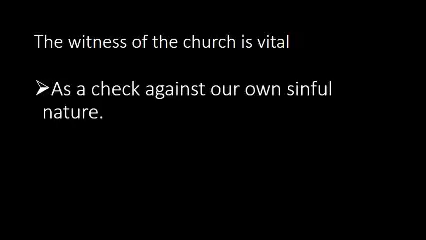 The witness of the church is vital
➢As a check against our own sinful
nature.